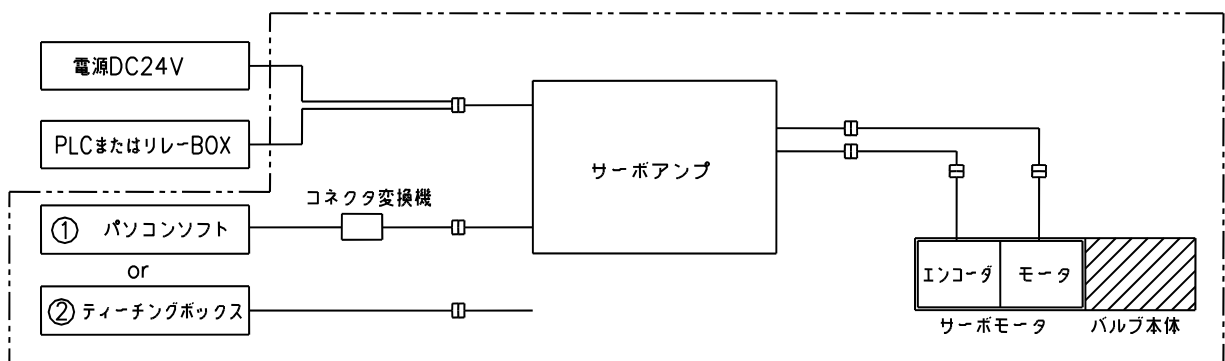 電源DC24V
PLCまたはリレーBOX
サーボアンプ
コネクタ変換機
① パソコンソフト
or
② ティーチングボックス
エンコーダ
モータ
サーボモータ
バルブ本体